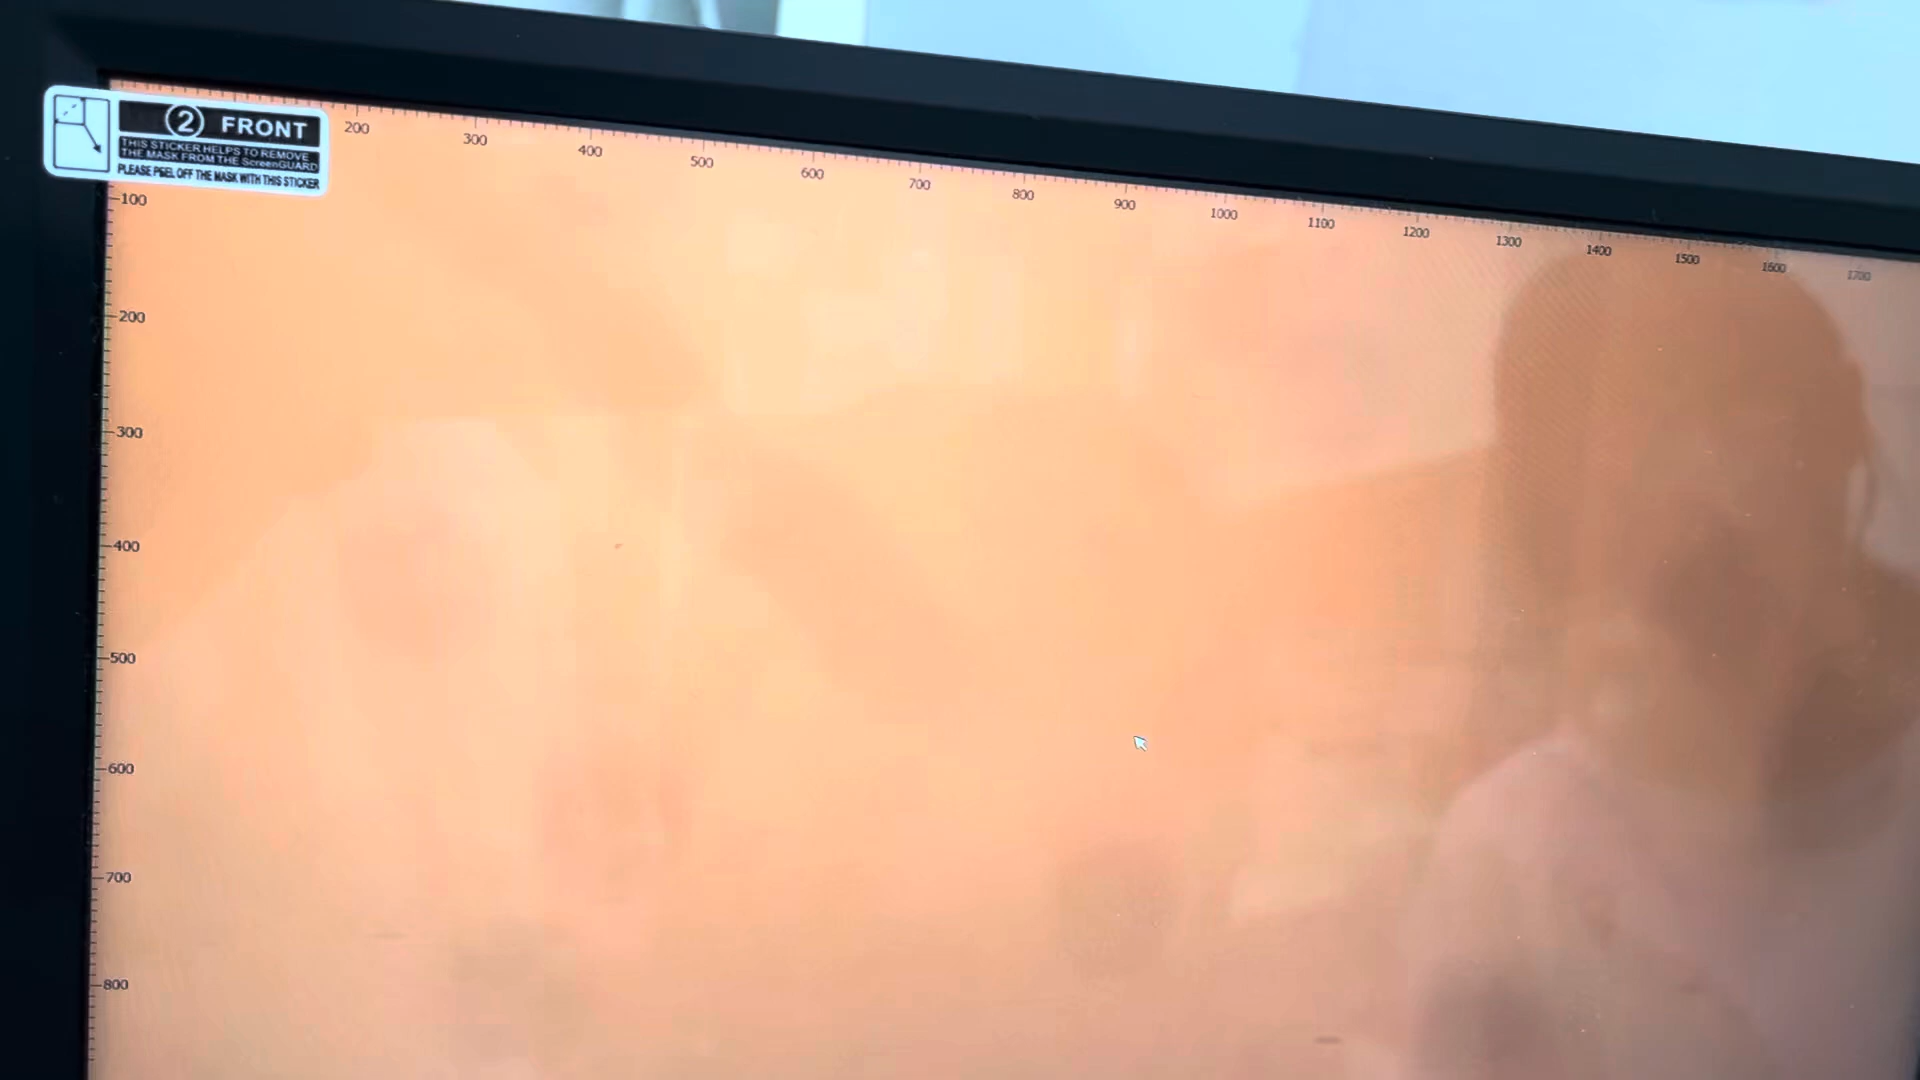 2 FRONT
THIS STICKER HELPS TO REMOVE
THE MASK FROM THE ScreenGUARD
PLEASE PEEL OFF THE MASK WITH THIS STICKER
200 300 400 500 600 700 800 900 1000 1100 1200 1300 1400 1500 1600 1700
100
200
300
400
500
600
700
800